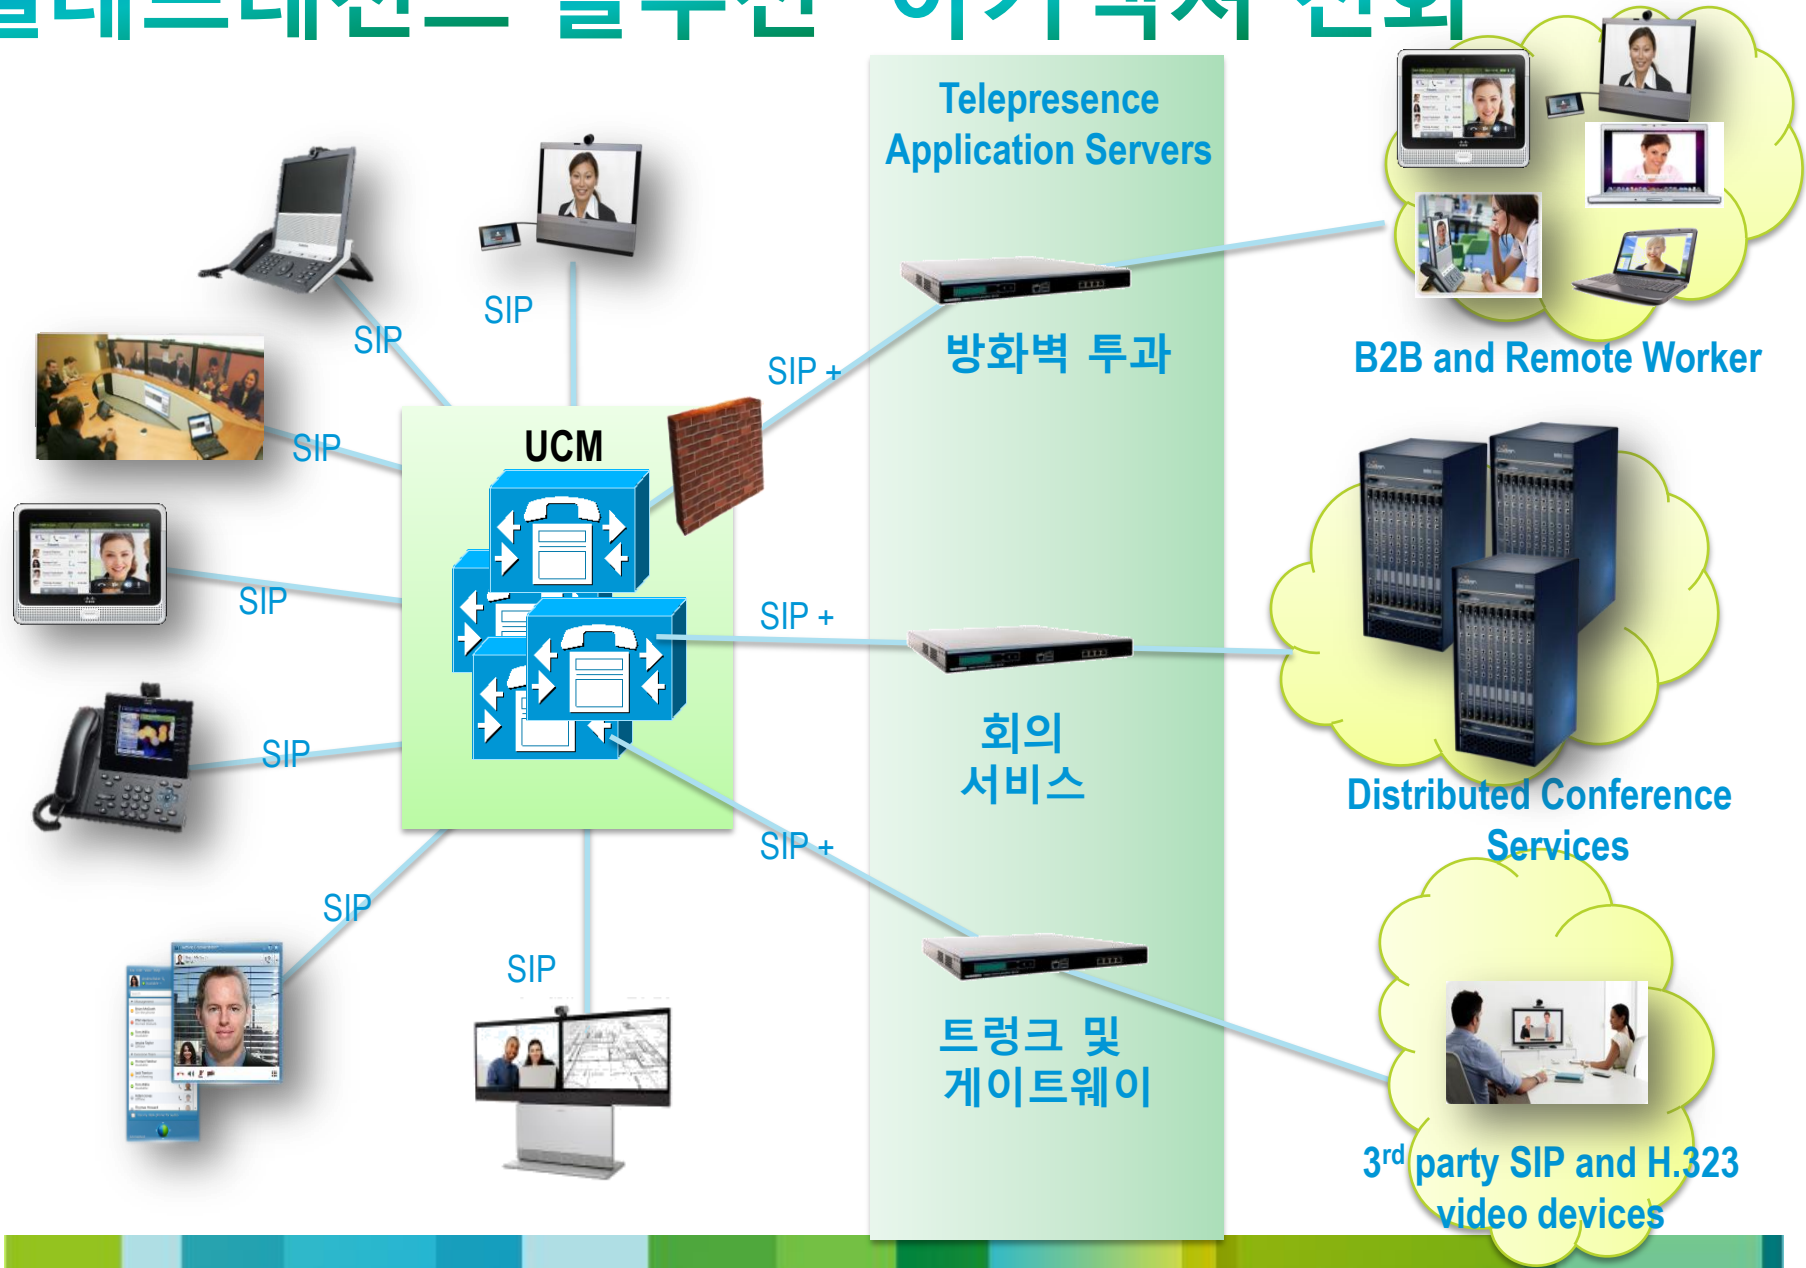 Telepresence
Application Servers
SIP
SIP
SIP
SIP
SIP
SIP
SIP
UCM
SIP +
SIP +
SIP +
방화벽 투과
회의
서비스
트렁크 및
게이트웨이
B2B and Remote Worker
Distributed Conference
Services
3rd party SIP and H.323
video devices